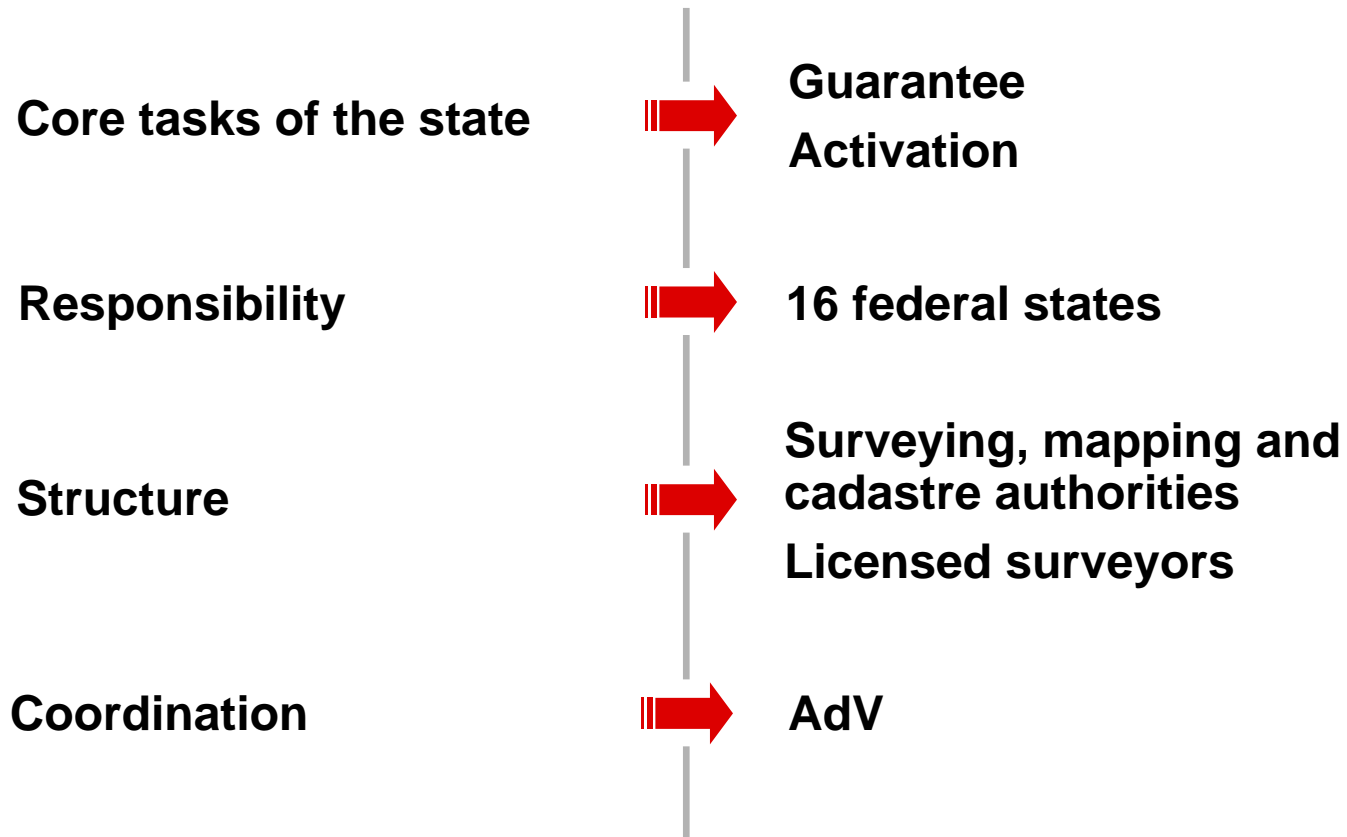 Core tasks of the state
Guarantee
Activation
Responsibility
16 federal states
Structure
Surveying, mapping and
cadastre authorities
Licensed surveyors
Coordination
AdV